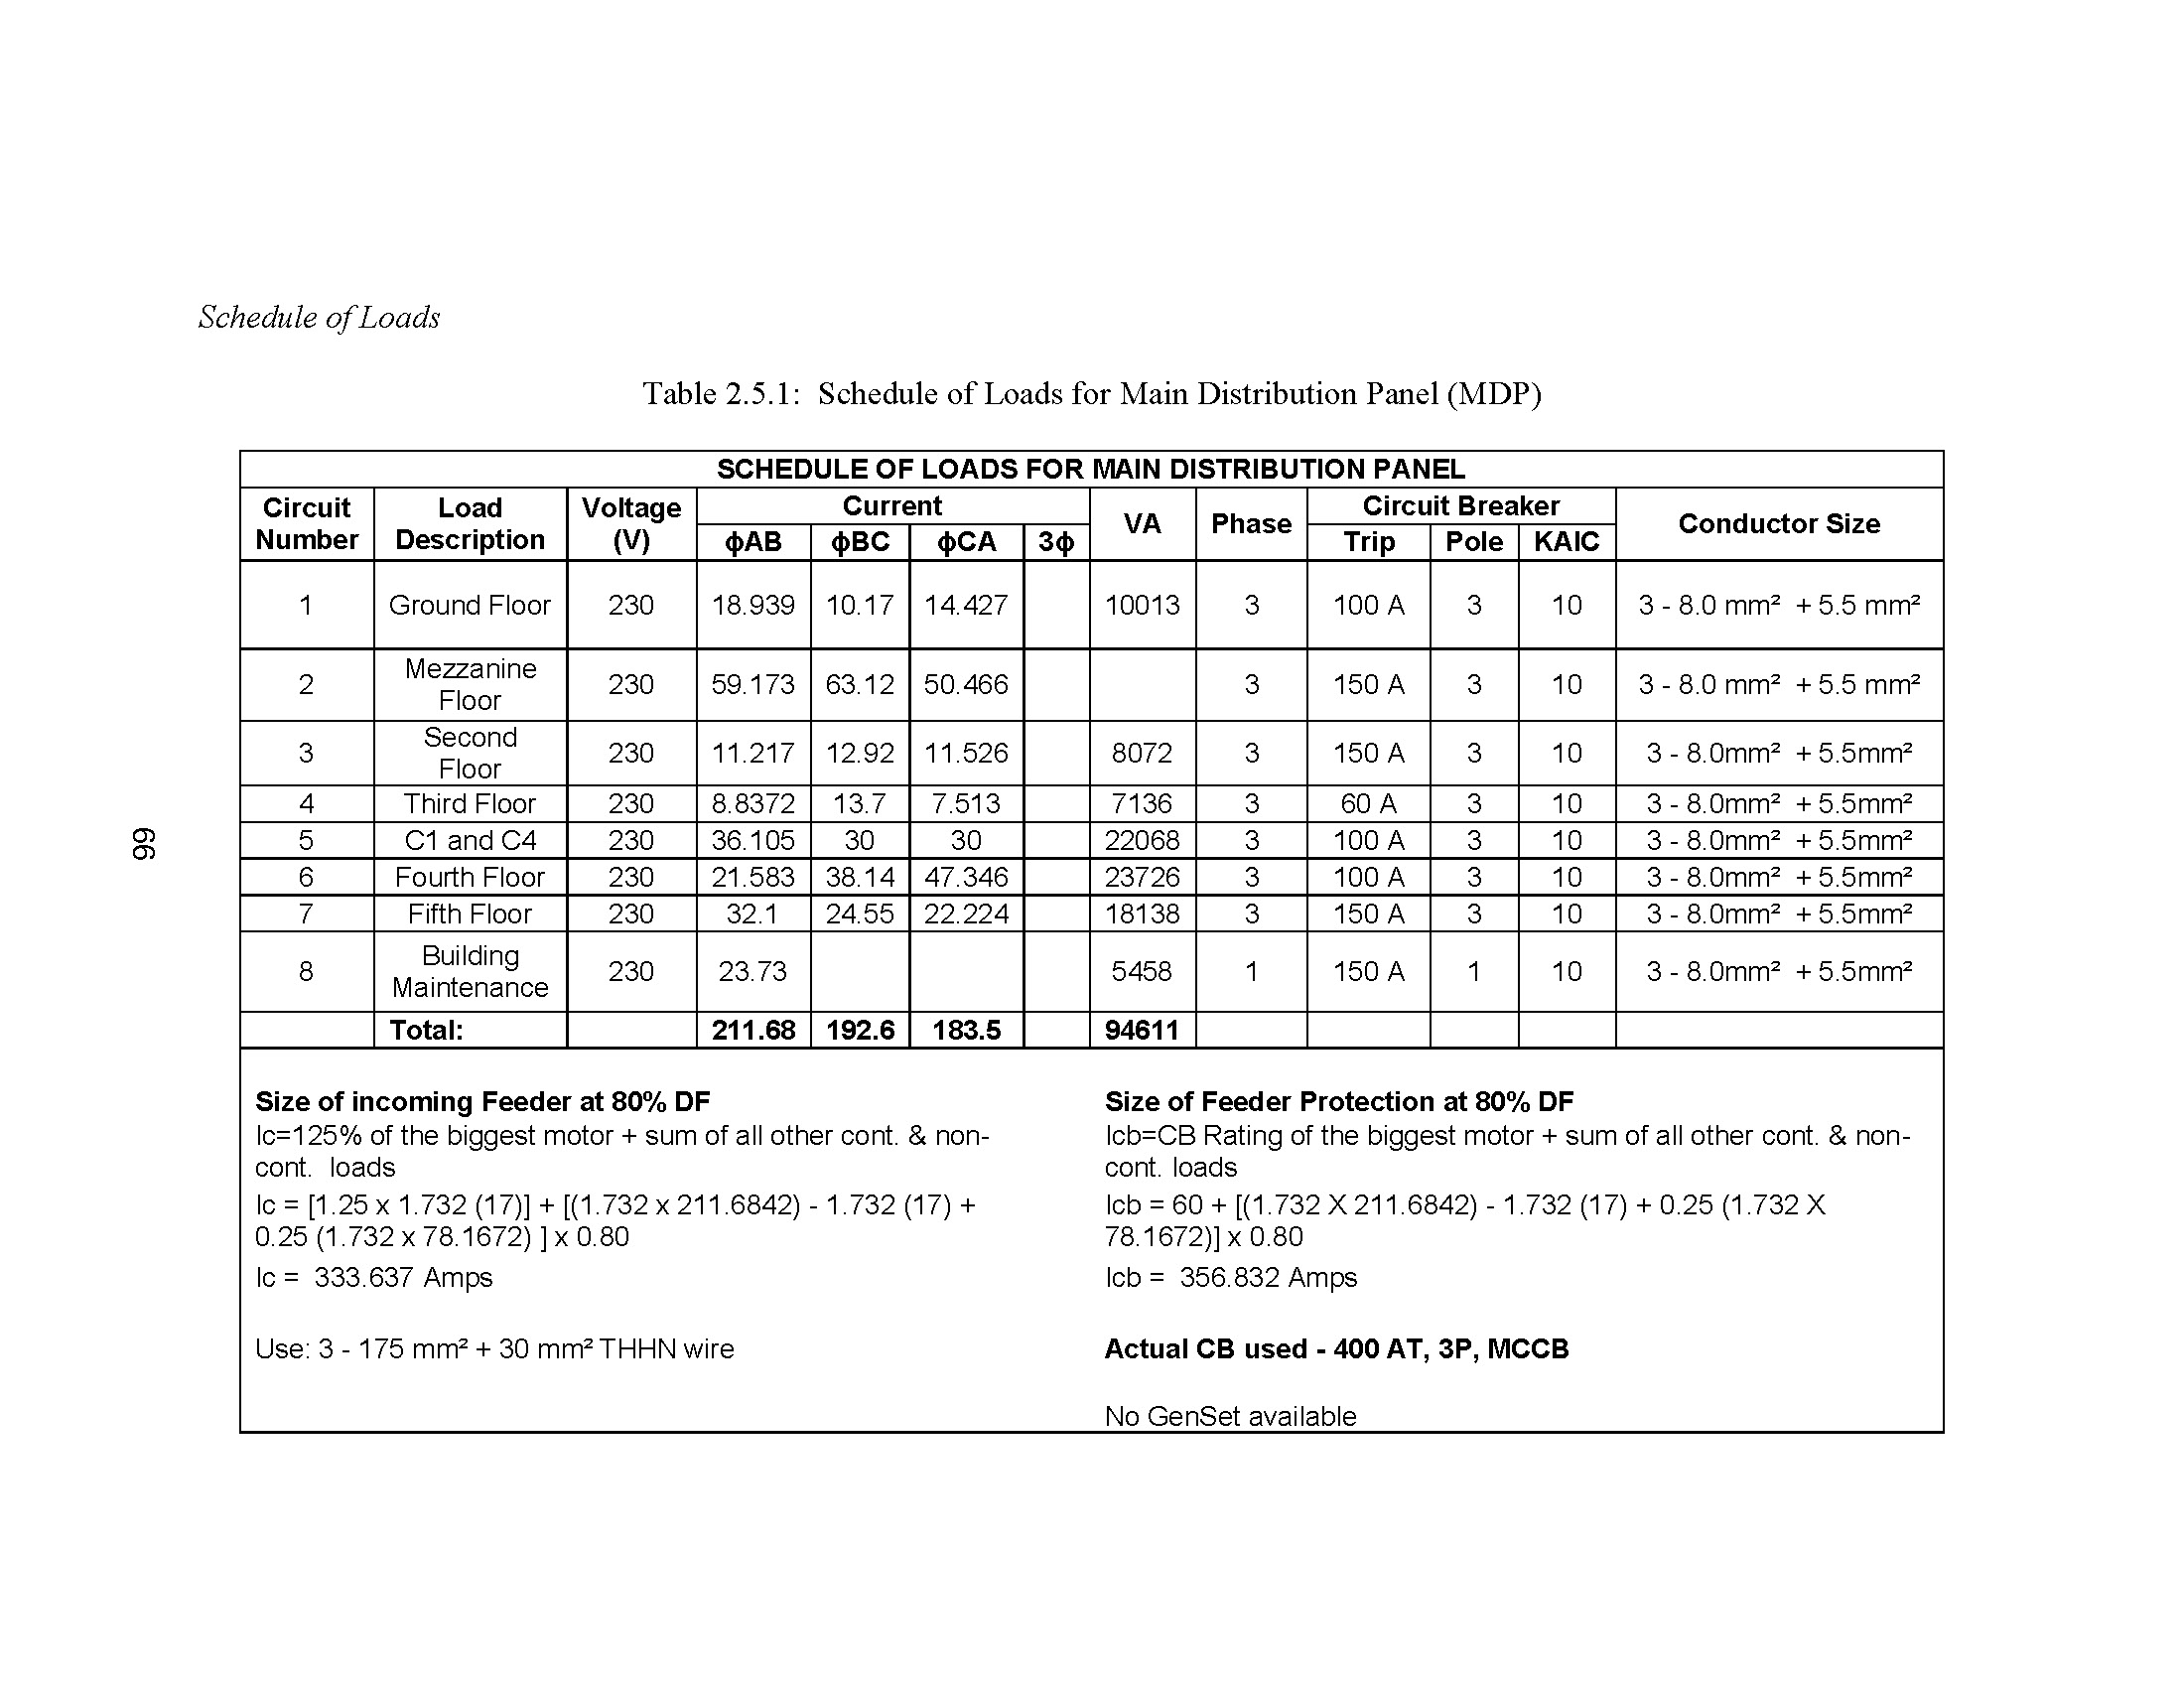 Schedule of Loads
Table 2.5.1: Schedule of Loads for Main Distribution Panel (MDP)
SCHEDULE OF LOADS FOR MAIN DISTRIBUTION PANEL
Circuit Number Load Description Voltage (V) Current VA Phase Circuit Breaker Conductor Size
ϕAB ϕBC ϕCA 3ϕ Trip Pole KAIC
1 Ground Floor 230 18.939 10.17 14.427 10013 3 100 A 3 10 3 - 8.0 mm² + 5.5 mm²
2 Mezzanine Floor 230 59.173 63.12 50.466 3 150 A 3 10 3 - 8.0 mm² + 5.5 mm²
3 Second Floor 230 11.217 12.92 11.526 8072 3 150 A 3 10 3 - 8.0mm² + 5.5mm²
4 Third Floor 230 8.8372 13.7 7.513 7136 3 60 A 3 10 3 - 8.0mm² + 5.5mm²
5 C1 and C4 230 36.105 30 30 22068 3 100 A 3 10 3 - 8.0mm² + 5.5mm²
6 Fourth Floor 230 21.583 38.14 47.346 23726 3 100 A 3 10 3 - 8.0mm² + 5.5mm²
7 Fifth Floor 230 32.1 24.55 22.224 18138 3 150 A 3 10 3 - 8.0mm² + 5.5mm²
8 Building Maintenance 230 23.73 5458 1 150 A 1 10 3 - 8.0mm² + 5.5mm²
Total: 211.68 192.6 183.5 94611
Size of incoming Feeder at 80% DF
Ic=125% of the biggest motor + sum of all other cont. & non-
cont. loads
Ic = [1.25 x 1.732 (17)] + [(1.732 x 211.6842) - 1.732 (17) +
0.25 (1.732 x 78.1672) ] x 0.80
Ic = 333.637 Amps
Use: 3 - 175 mm² + 30 mm² THHN wire
Size of Feeder Protection at 80% DF
Icb=CB Rating of the biggest motor + sum of all other cont. & non-
cont. loads
Icb = 60 + [(1.732 X 211.6842) - 1.732 (17) + 0.25 (1.732 X
78.1672)] x 0.80
Icb = 356.832 Amps
Actual CB used - 400 AT, 3P, MCCB
No GenSet available
66